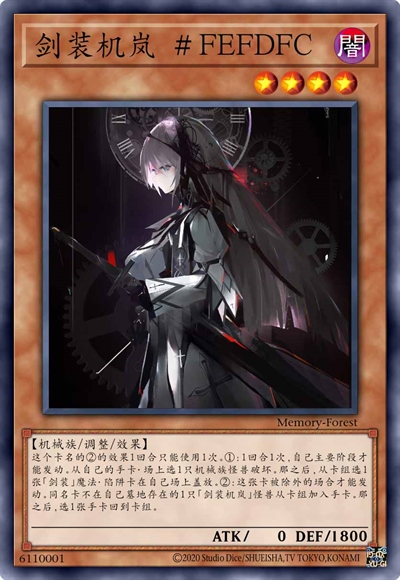 剑装机岚 #FEFDFC
闇
Memory-Forest
【机械族/调整/效果】
这个卡名的②的效果1回合只能使用1次。①:1回合1次,自己主要阶段才
能发动。从自己的手卡·场上选1只机械族怪兽破坏。那之后,从卡组选
1张「剑装」魔法·陷阱卡在自己场上盖放。②:这张卡被除外的场合才能发
动。同名卡不在自己墓地存在的1只「剑装机岚」怪兽从卡组加入手卡。那之
后,选1张手卡回到卡组。
ATK/ 0 DEF/1800
6110001 ©2020 Studio Dice/SHUEISHA,TV TOKYO,KONAMI